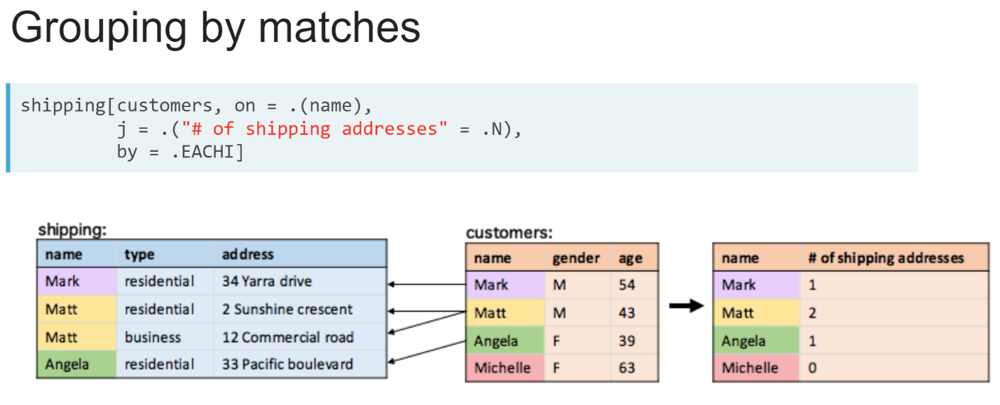 Grouping by matches
shipping[customers, on = .(name),
j = .("# of shipping addresses" = .N),
by = .EACHI]
shipping:
name type address
Mark residential 34 Yarra drive
Matt residential 2 Sunshine crescent
Matt business 12 Commercial road
Angela residential 33 Pacific boulevard
customers:
name gender age
Mark M 54
Matt M 43
Angela F 39
Michelle F 63
name # of shipping addresses
Mark 1
Matt 2
Angela 1
Michelle 0